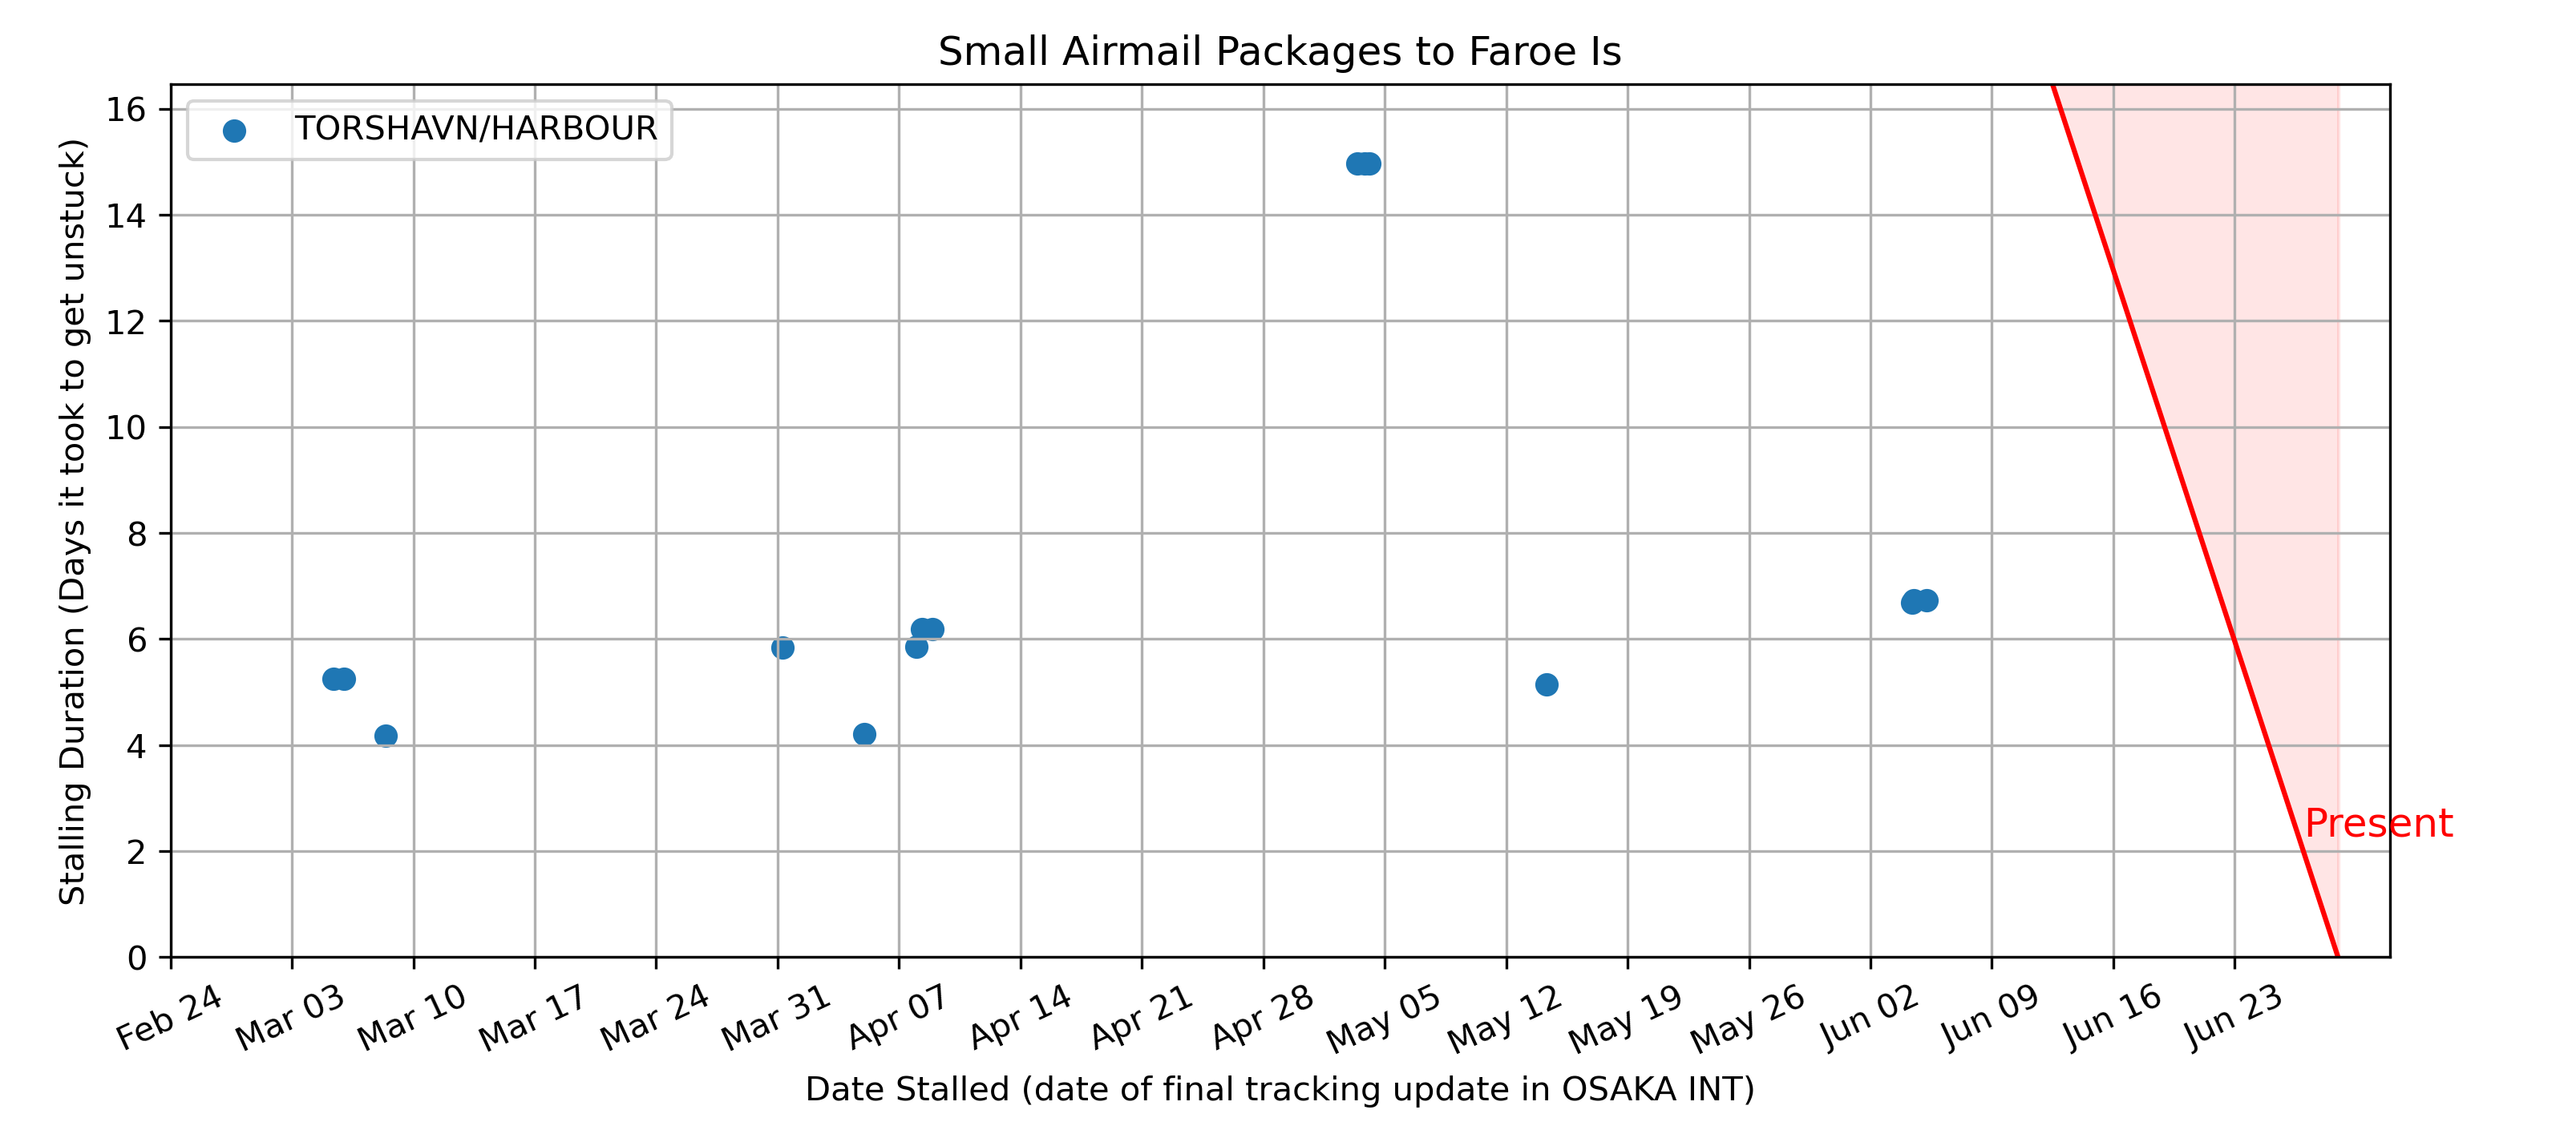 Small Airmail Packages to Faroe Is
TORSHAVN/HARBOUR
Stalling Duration (Days it took to get unstuck)
16
14
12
10
8
6
4
2
0
Present
Feb 24
Mar 03
Mar 10
Mar 17
Mar 24
Mar 31
Apr 07
Apr 14
Apr 21
Apr 28
May 05
May 12
May 19
May 26
Jun 02
Jun 09
Jun 16
Jun 23
Date Stalled (date of final tracking update in OSAKA INT)